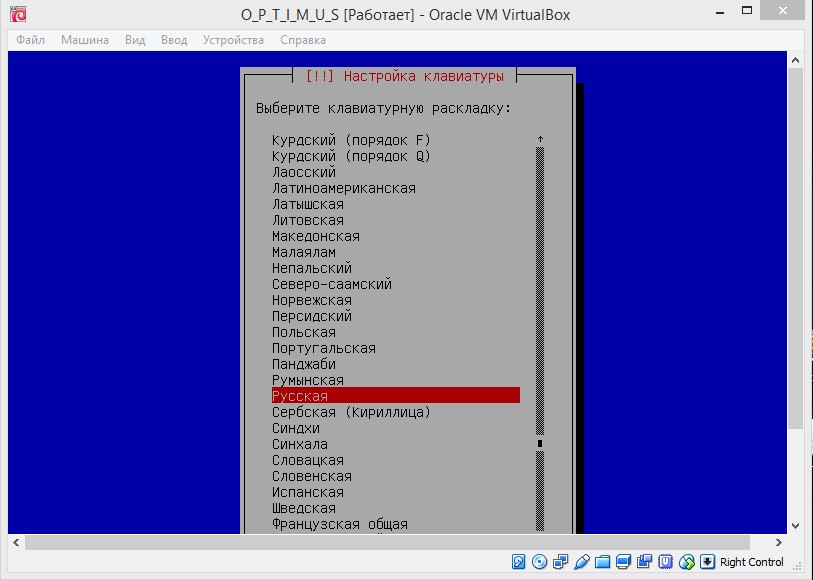 O_P_T_I_M_U_S [Работает] - Oracle VM VirtualBox
Файл Машина Вид Ввод Устройства Справка
[!!] Настройка клавиатуры
Выберите клавиатурную раскладку:
Курдский (порядок F)
Курдский (порядок Q)
Лаосский
Латиноамериканская
Латышская
Литовская
Македонская
Малаялам
Непальский
Северо-саамский
Норвежская
Персидский
Польская
Португальская
Панджаби
Румынская
Русская
Сербская (Кириллица)
Синдхи
Синхала
Словацкая
Словенская
Испанская
Шведская
Французская общая
Right Control